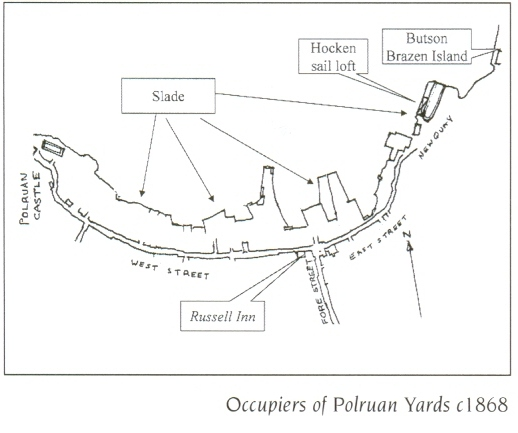 Butson
Brazen Island
Hocken
sail loft
Slade
NEWQUAY
POLRUAN
CASTLE
EAST STREET
N
WEST STREET
FORE STREET
Russell Inn
Occupiers of Polruan Yards c1868